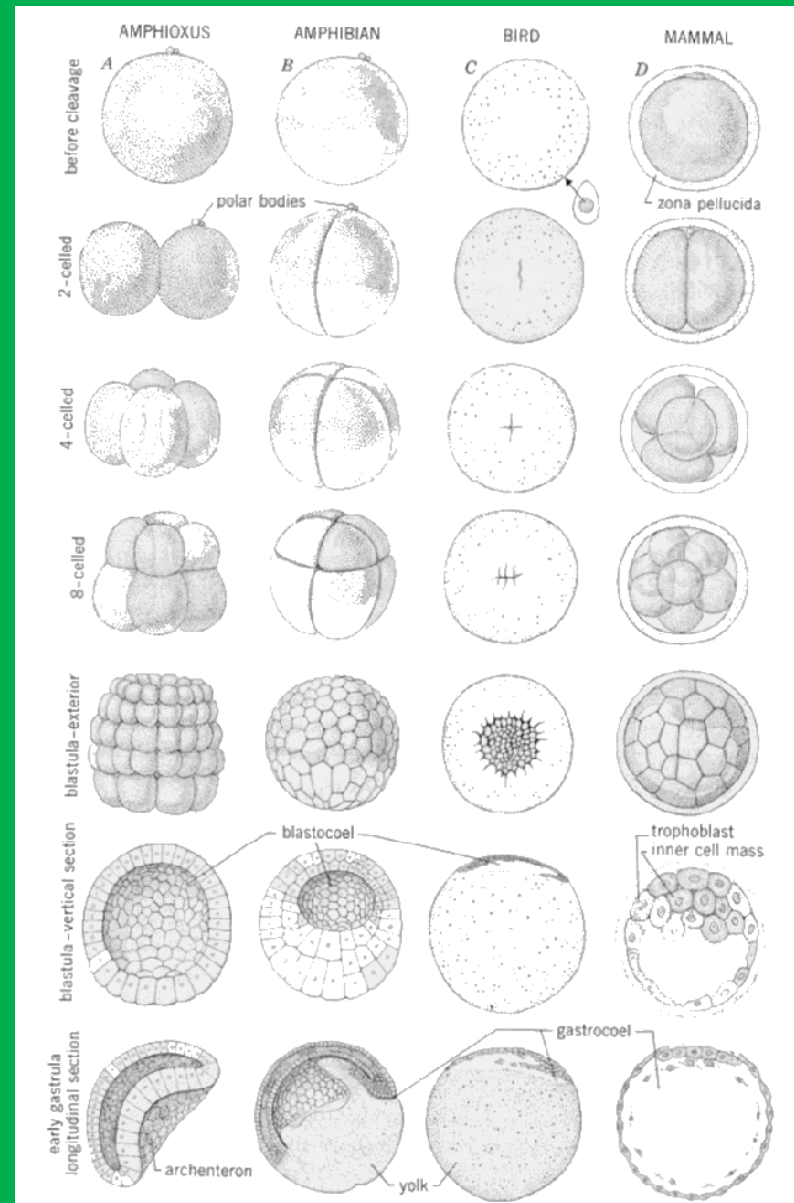 AMPHIOXUS AMPHIBIAN BIRD MAMMAL
A B C D
before cleavage
zona pellucida
polar bodies
2-celled
4-celled
8-celled
blastula-exterior
blastula-vertical section
blastocoel
trophoblast
inner cell mass
early gastrula
longitudinal section
gastrocoel
archenteron
yolk